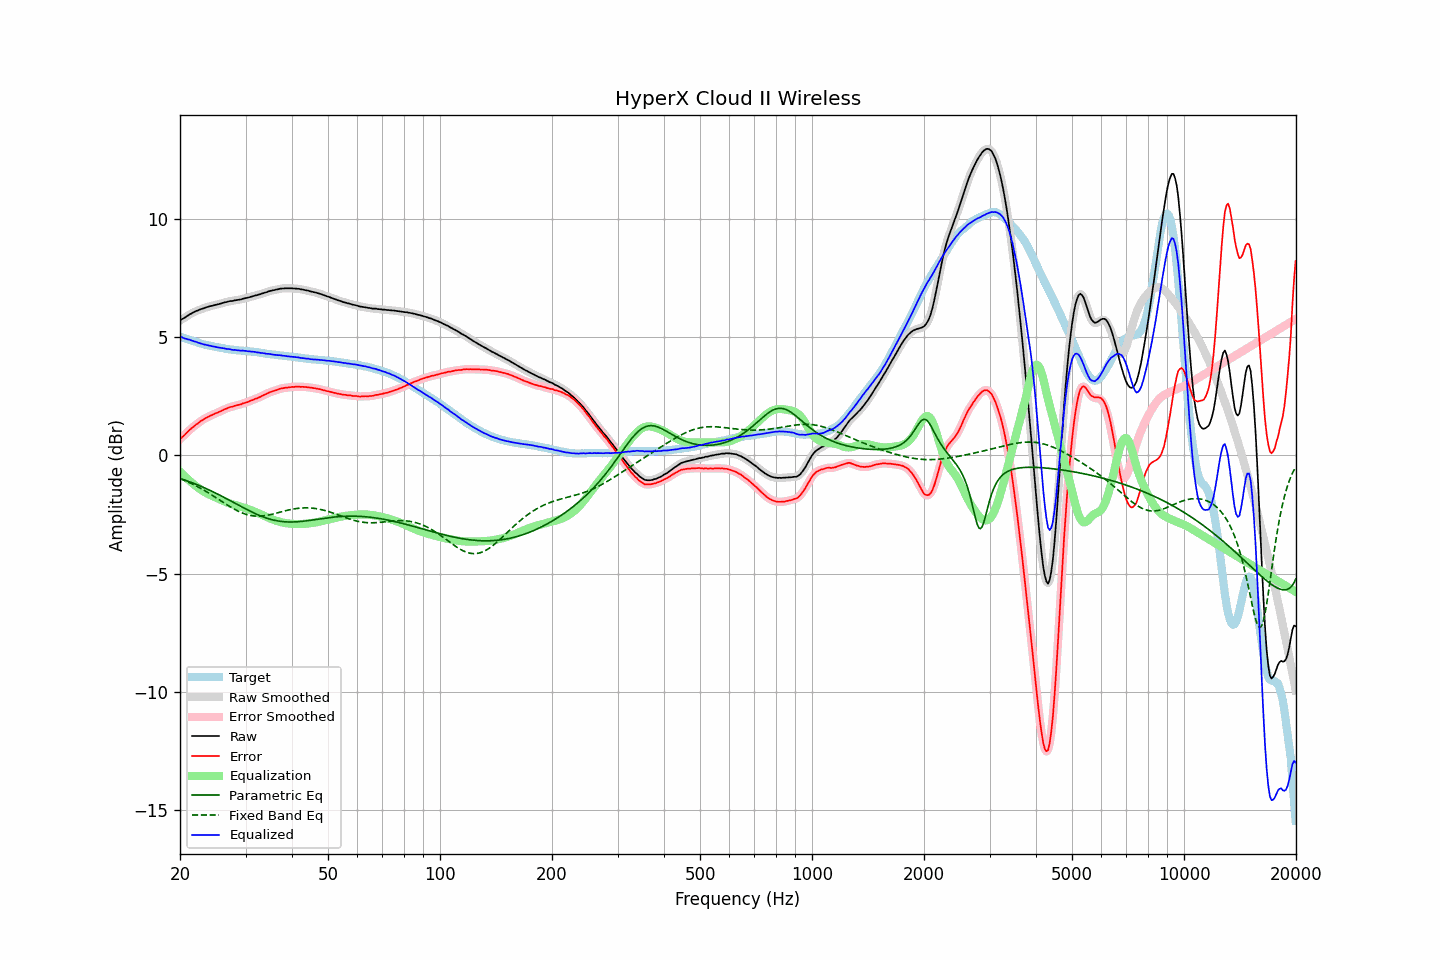 HyperX Cloud II Wireless
Amplitude (dBr)
10
5
0
−5
−10
−15
Target
Raw Smoothed
Error Smoothed
Raw
Error
Equalization
Parametric Eq
Fixed Band Eq
Equalized
20 50 100 200 500 1000 2000 5000 10000 20000
Frequency (Hz)